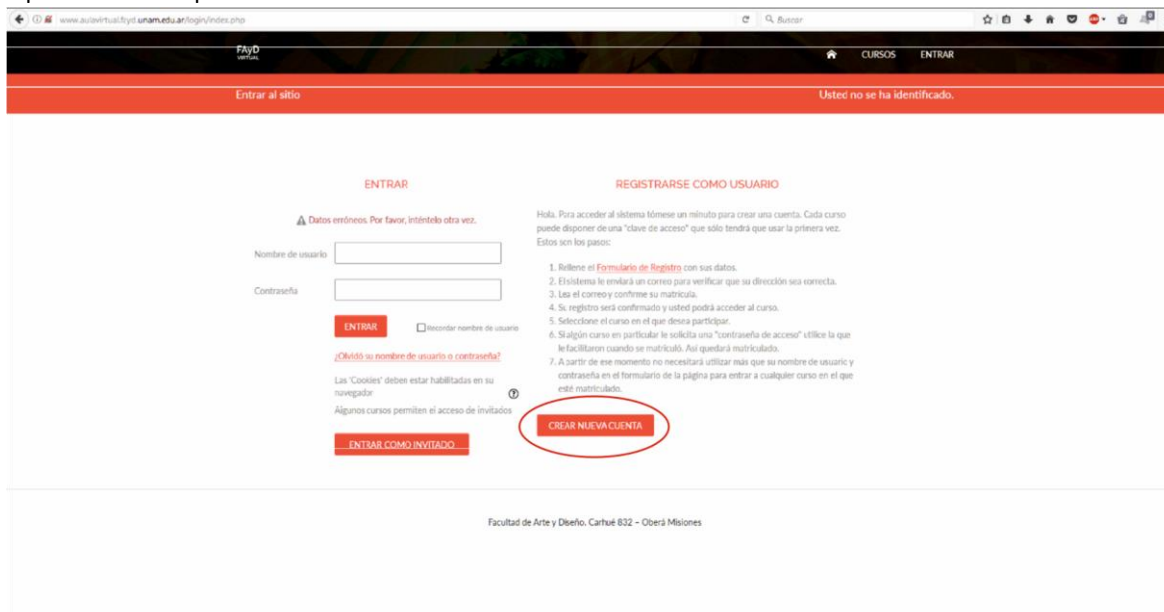 www.aulavirtual.fayd.unam.edu.ar/login/index.php
Buscar
FAyD
VIRTUAL
CURSOS
ENTRAR
Entrar al sitio
Usted no se ha identificado.
ENTRAR
Datos erróneos. Por favor, inténtelo otra vez.
Nombre de usuario
Contraseña
ENTRAR
Recordar nombre de usuario
¿Olvidó su nombre de usuario o contraseña?
Las 'Cookies' deben estar habilitadas en su
navegador
Algunos cursos permiten el acceso de invitados
ENTRAR COMO INVITADO
REGISTRARSE COMO USUARIO
Hola. Para acceder al sistema tómese un minuto para crear una cuenta. Cada curso
puede disponer de una "clave de acceso" que sólo tendrá que usar la primera vez.
Estos son los pasos:
1. Rellene el Formulario de Registro con sus datos.
2. El sistema le enviará un correo para verificar que su dirección sea correcta.
3. Lea el correo y confirme su matrícula.
4. Su registro será confirmado y usted podrá acceder al curso.
5. Seleccione el curso en el que desea participar.
6. Si algún curso en particular le solicita una "contraseña de acceso" utilice la que
le facilitaron cuando se matriculó. Así quedará matriculado.
7. A partir de ese momento no necesitará utilizar más que su nombre de usuario y
contraseña en el formulario de la página para entrar a cualquier curso en el que
esté matriculado.
CREAR NUEVA CUENTA
Facultad de Arte y Diseño. Carhué 832 – Oberá Misiones